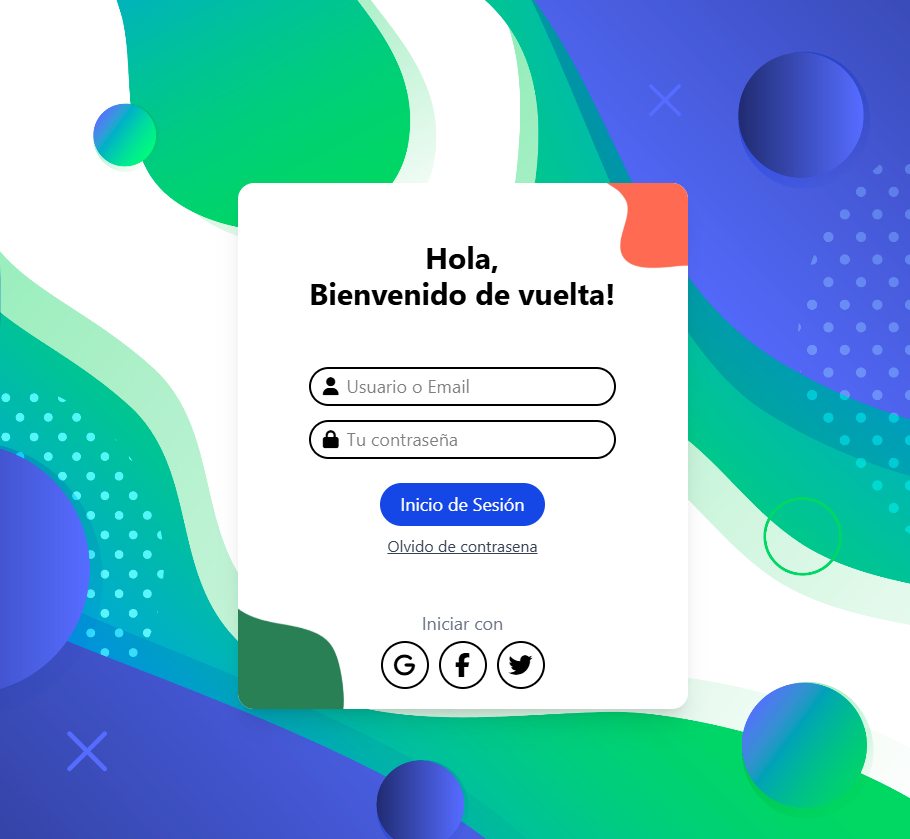 Hola,
Bienvenido de vuelta!
Usuario o Email
Tu contraseña
Inicio de Sesión
Olvido de contrasena
Iniciar con